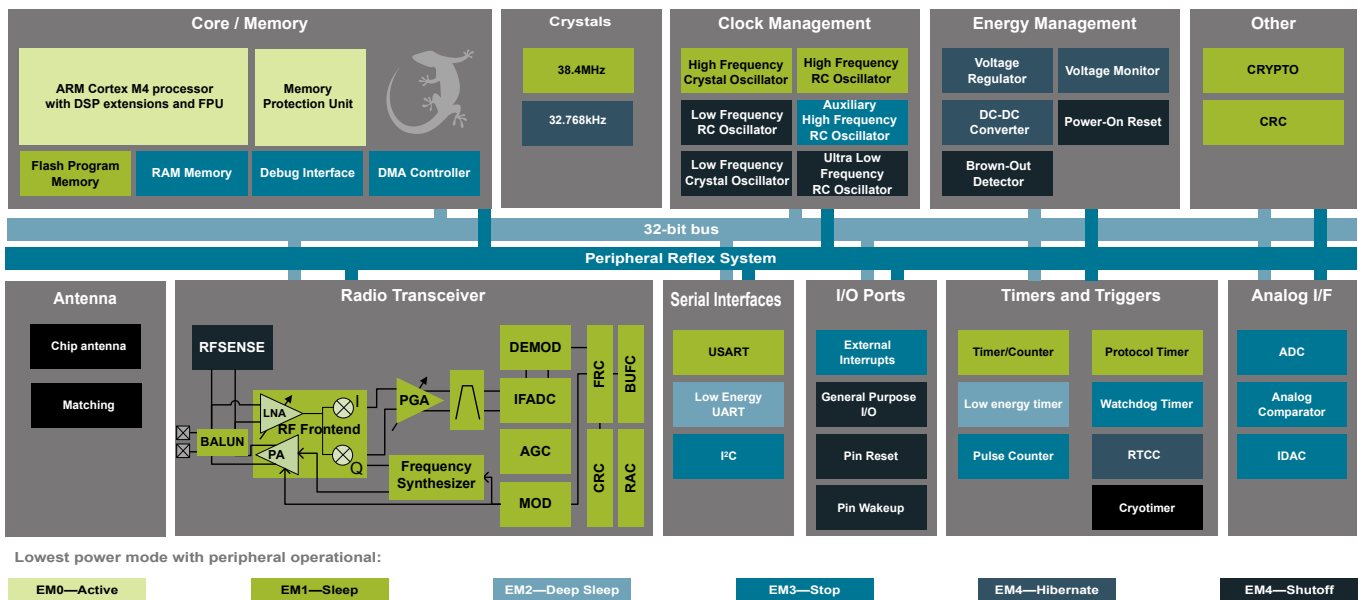 Core / Memory
ARM Cortex M4 processor
with DSP extensions and FPU
Memory
Protection Unit
Flash Program
Memory
RAM Memory
Debug Interface
DMA Controller
Crystals
38.4MHz
32.768kHz
Clock Management
High Frequency
Crystal Oscillator
High Frequency
RC Oscillator
Low Frequency
RC Oscillator
Auxiliary
High Frequency
RC Oscillator
Low Frequency
Crystal Oscillator
Ultra Low
Frequency
RC Oscillator
Energy Management
Voltage
Regulator
Voltage Monitor
DC-DC
Converter
Power-On Reset
Brown-Out
Detector
Other
CRYPTO
CRC
32-bit bus
Peripheral Reflex System
Antenna
Chip antenna
Matching
Radio Transceiver
RFSENSE
LNA
RF Frontend
I
PA
Q
BALUN
PGA
Frequency
Synthesizer
DEMOD
IFADC
AGC
MOD
FRC
BUFC
CRC
RAC
Serial Interfaces
USART
Low Energy
UART
I²C
I/O Ports
External
Interrupts
General Purpose
I/O
Pin Reset
Pin Wakeup
Timers and Triggers
Timer/Counter
Protocol Timer
Low energy timer
Watchdog Timer
Pulse Counter
RTCC
Cryotimer
Analog I/F
ADC
Analog
Comparator
IDAC
Lowest power mode with peripheral operational:
EM0—Active
EM1—Sleep
EM2—Deep Sleep
EM3—Stop
EM4—Hibernate
EM4—Shutoff